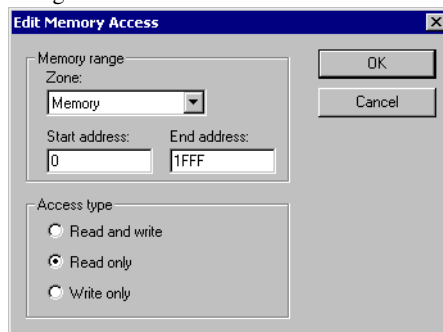 Edit Memory Access
Memory range
Zone:
Memory
Start address: End address:
0 1FFF
OK
Cancel
Access type
Read and write
Read only
Write only